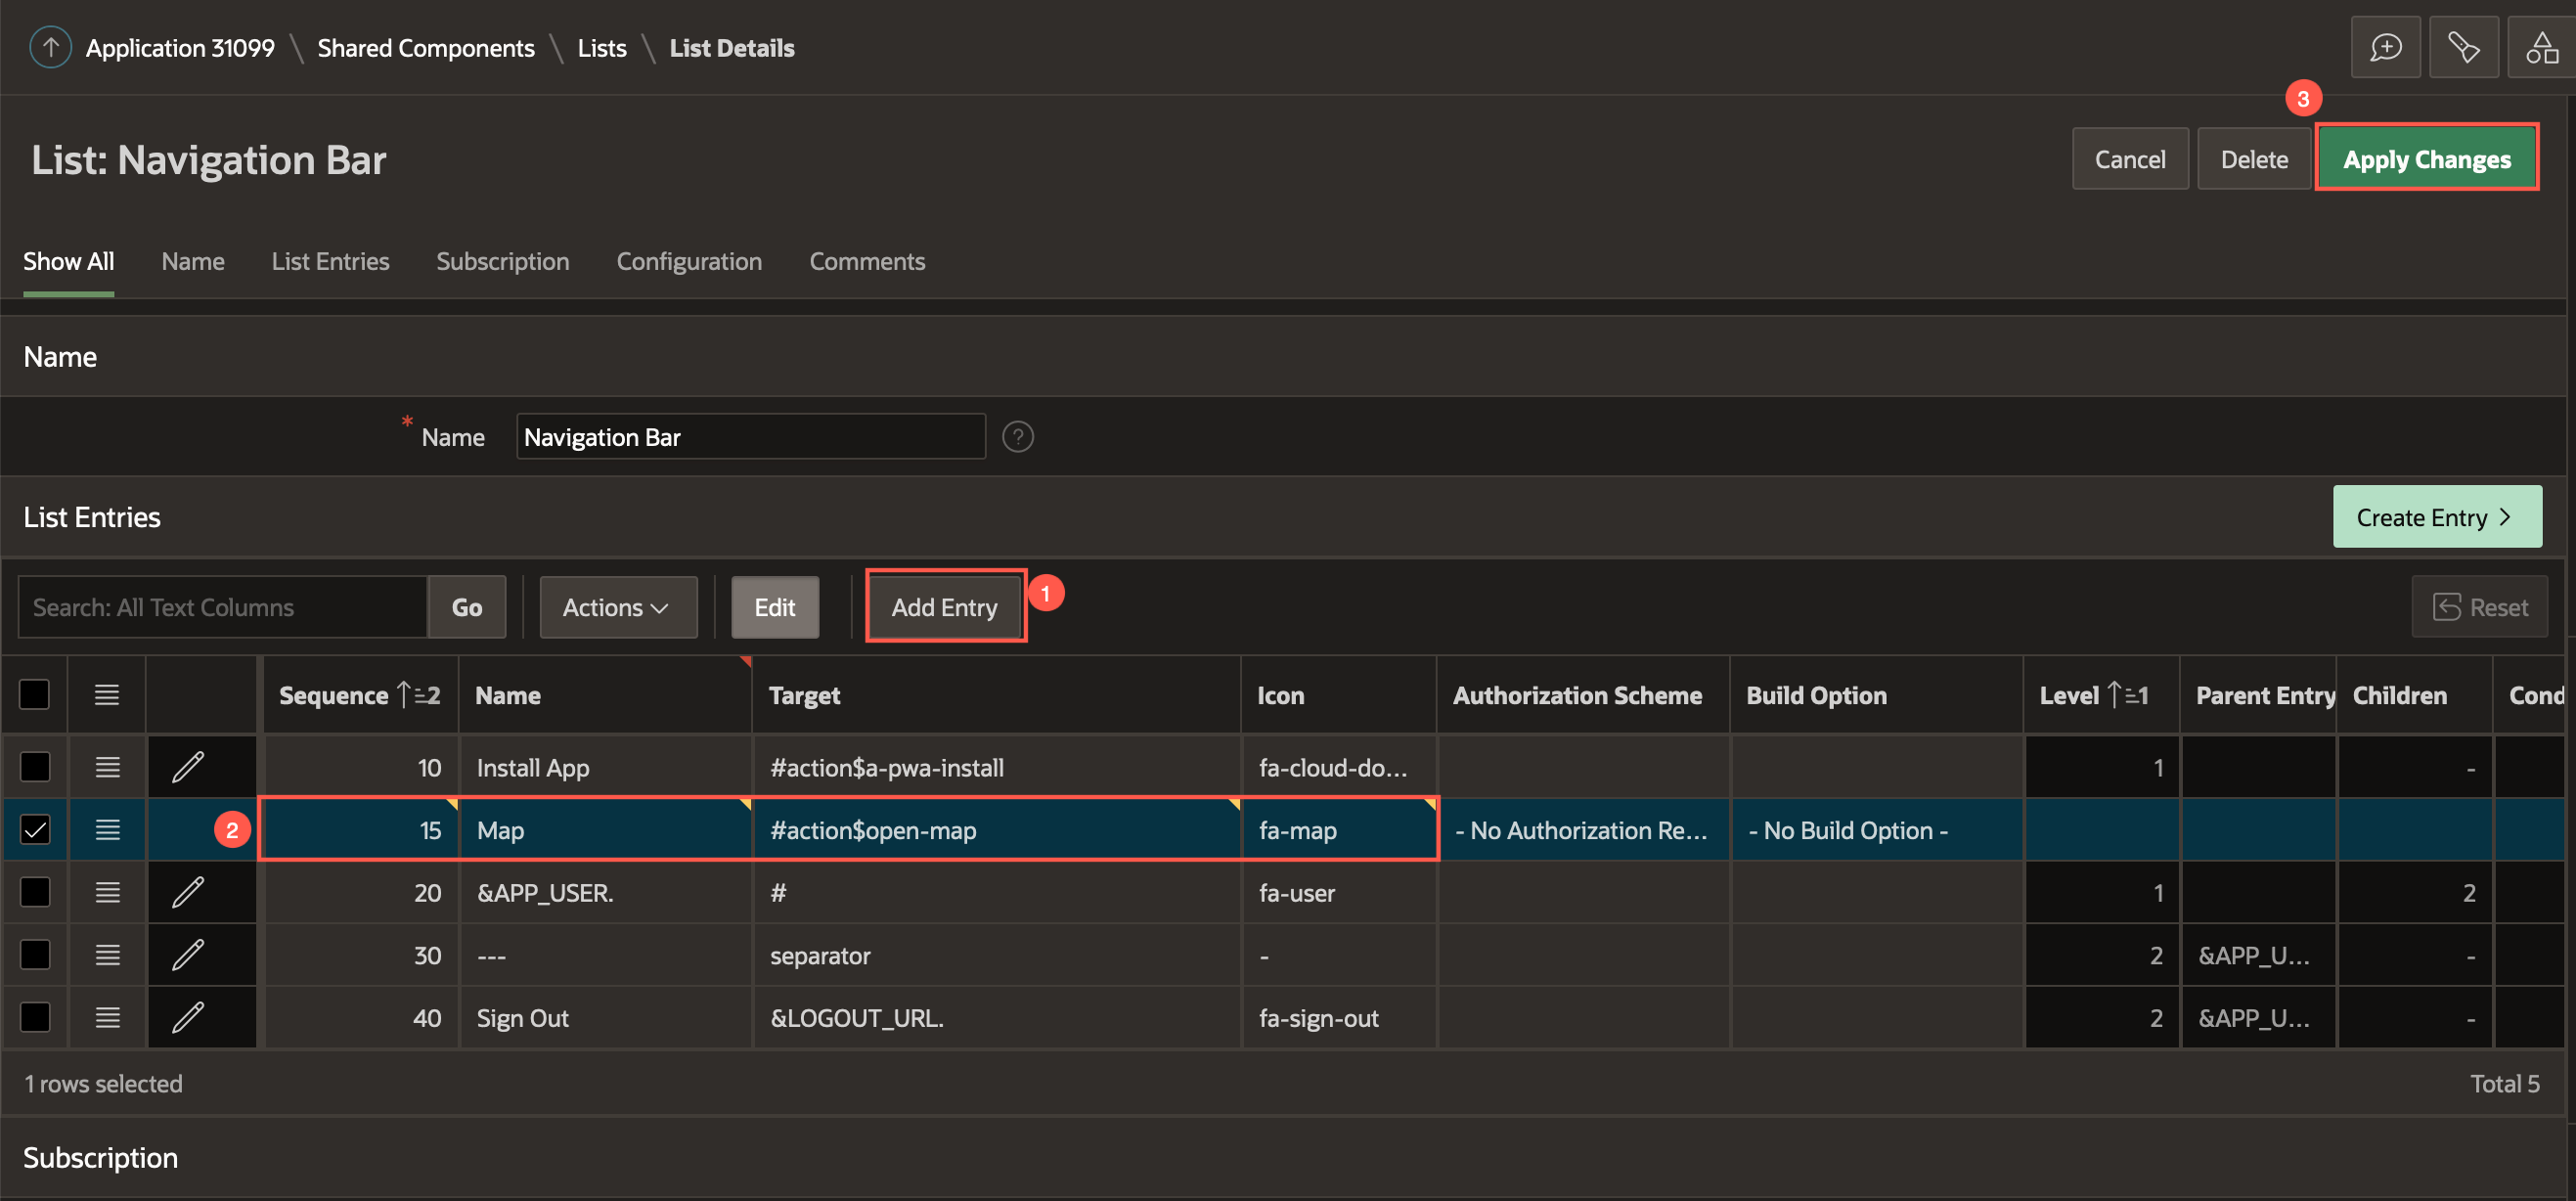 Application 31099 \ Shared Components \ Lists \ List Details
3
List: Navigation Bar
Cancel Delete Apply Changes
Show All Name List Entries Subscription Configuration Comments
Name
* Name Navigation Bar ?
List Entries
Create Entry >
Search: All Text Columns Go Actions Edit Add Entry 1 Reset
Sequence 2 Name Target Icon Authorization Scheme Build Option Level 1 Parent Entry Children Cond
10 Install App #action$a-pwa-install fa-cloud-do... 1 -
2 15 Map #action$open-map fa-map - No Authorization Re... - No Build Option -
20 &APP_USER. # fa-user 1 2
30 --- separator - 2 &APP_U... -
40 Sign Out &LOGOUT_URL. fa-sign-out 2 &APP_U... -
1 rows selected Total 5
Subscription